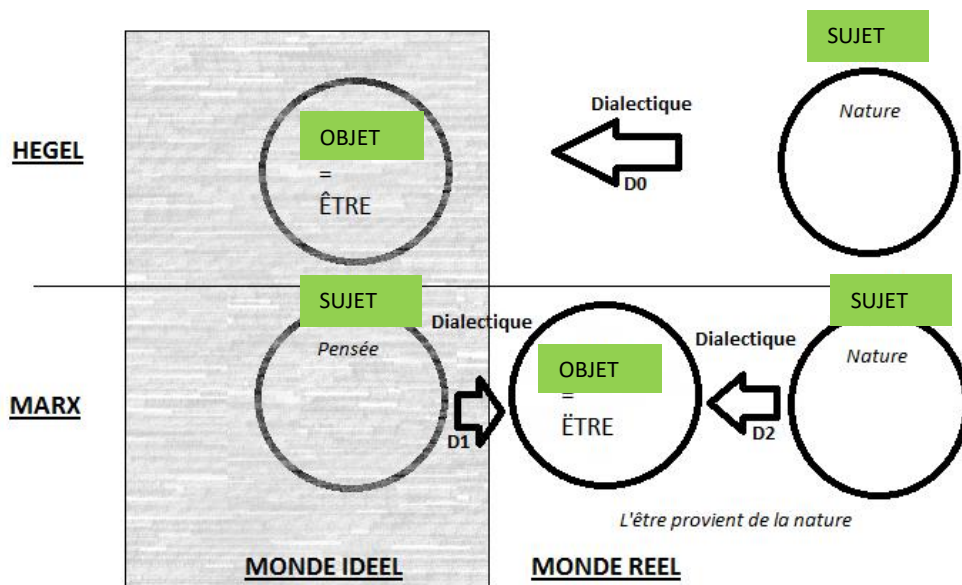 SUJET
Nature
Dialectique
D0
HEGEL
OBJET
=
ÊTRE
SUJET
Pensée
Dialectique
D1
MARX
OBJET
=
ËTRE
Dialectique
D2
SUJET
Nature
L'être provient de la nature
MONDE IDEEL
MONDE REEL